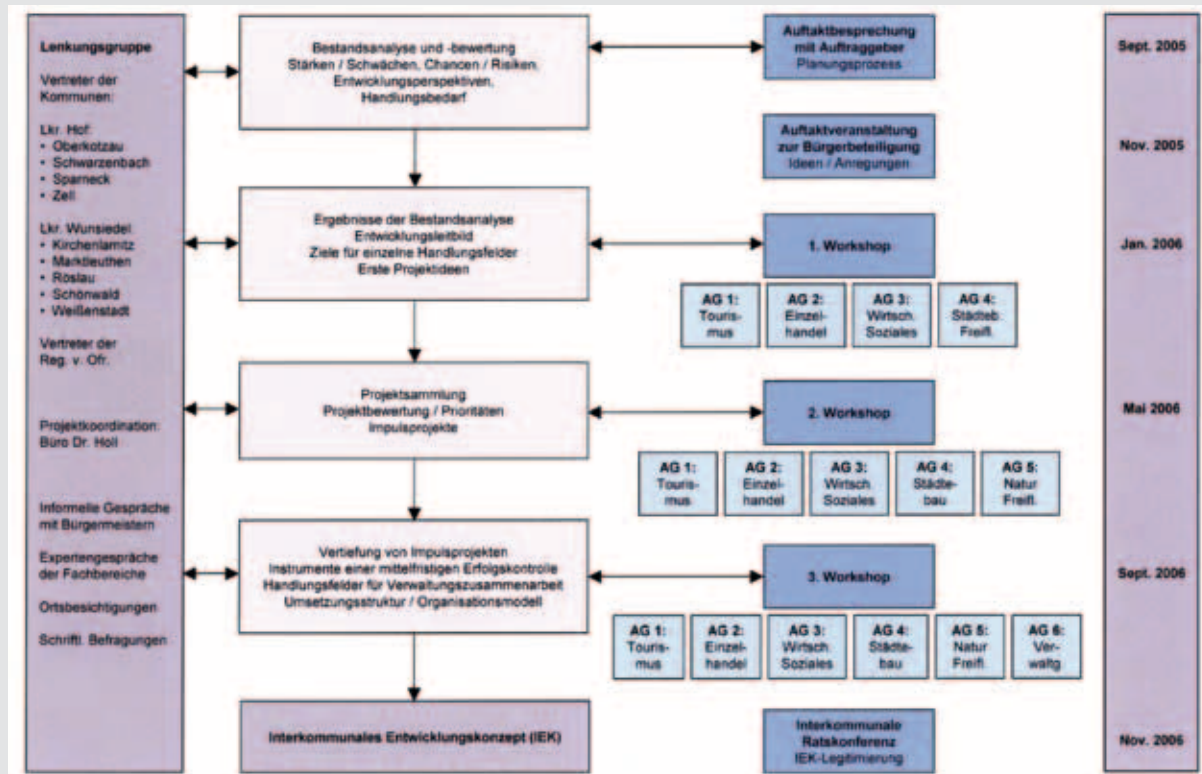 Lenkungsgruppe
Vertreter der
Kommunen:
Lkr. Hof:
• Oberkotzau
• Schwarzenbach
• Sparneck
• Zell
Lkr. Wunsiedel:
• Kirchenlamitz
• Marktleuthen
• Röslau
• Schönwald
• Weißenstadt
Vertreter der
Reg. v. Ofr.
Projektkoordination:
Büro Dr. Holl
Informelle Gespräche
mit Bürgermeistern
Expertengespräche
der Fachbereiche
Ortsbesichtigungen
Schriftl. Befragungen
Bestandsanalyse und -bewertung
Stärken / Schwächen, Chancen / Risiken,
Entwicklungsperspektiven,
Handlungsbedarf
Auftaktbesprechung
mit Auftraggeber
Planungsprozess
Sept. 2005
Auftaktveranstaltung
zur Bürgerbeteiligung
Ideen / Anregungen
Nov. 2005
Ergebnisse der Bestandsanalyse
Entwicklungsleitbild
Ziele für einzelne Handlungsfelder
Erste Projektideen
1. Workshop
Jan. 2006
AG 1:
Touris-
mus
AG 2:
Einzel-
handel
AG 3:
Wirtsch.
Soziales
AG 4:
Städteb.
Freifl.
Projektsammlung
Projektbewertung / Prioritäten
Impulsprojekte
2. Workshop
Mai 2006
AG 1:
Touris-
mus
AG 2:
Einzel-
handel
AG 3:
Wirtsch.
Soziales
AG 4:
Städte-
bau
AG 5:
Natur
Freifl.
Vertiefung von Impulsprojekten
Instrumente einer mittelfristigen Erfolgskontrolle
Handlungsfelder für Verwaltungszusammenarbeit
Umsetzungsstruktur / Organisationsmodell
3. Workshop
Sept. 2006
AG 1:
Touris-
mus
AG 2:
Einzel-
handel
AG 3:
Wirtsch.
Soziales
AG 4:
Städte-
bau
AG 5:
Natur
Freifl.
AG 6:
Ver-
waltg.
Interkommunales Entwicklungskonzept (IEK)
Interkommunale
Ratskonferenz
IEK-Legitimierung
Nov. 2006